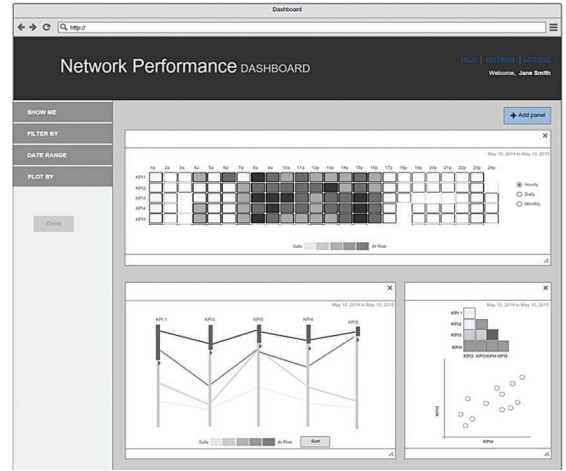 Dashboard
http://
Network Performance DASHBOARD
HELP | SETTINGS | LOG OUT
Welcome, Jane Smith
SHOW ME
FILTER BY
DATE RANGE
PLOT BY
Done
Add panel
May 10, 2014 to May 10, 2015
1a 2a 3a 4a 5a 6a 7a 8a 9a 10a 11a 12p 13p 14p 15p 16p 17p 18p 19p 20p 21p 22p 23p 24p
KPI1
KPI2
KPI3
KPI4
KPI5
Hourly
Daily
Monthly
Safe At Risk
May 10, 2014 to May 10, 2015
KPI 1 KPI3 KPI5 KPI4 KPI2
Safe At Risk Sort
May 10, 2014 to May 10, 2015
KPI 1
KPI2
KPI3
KPI4
KPI2 KPI3 KPI4 KPI5
KPI3
KPI4